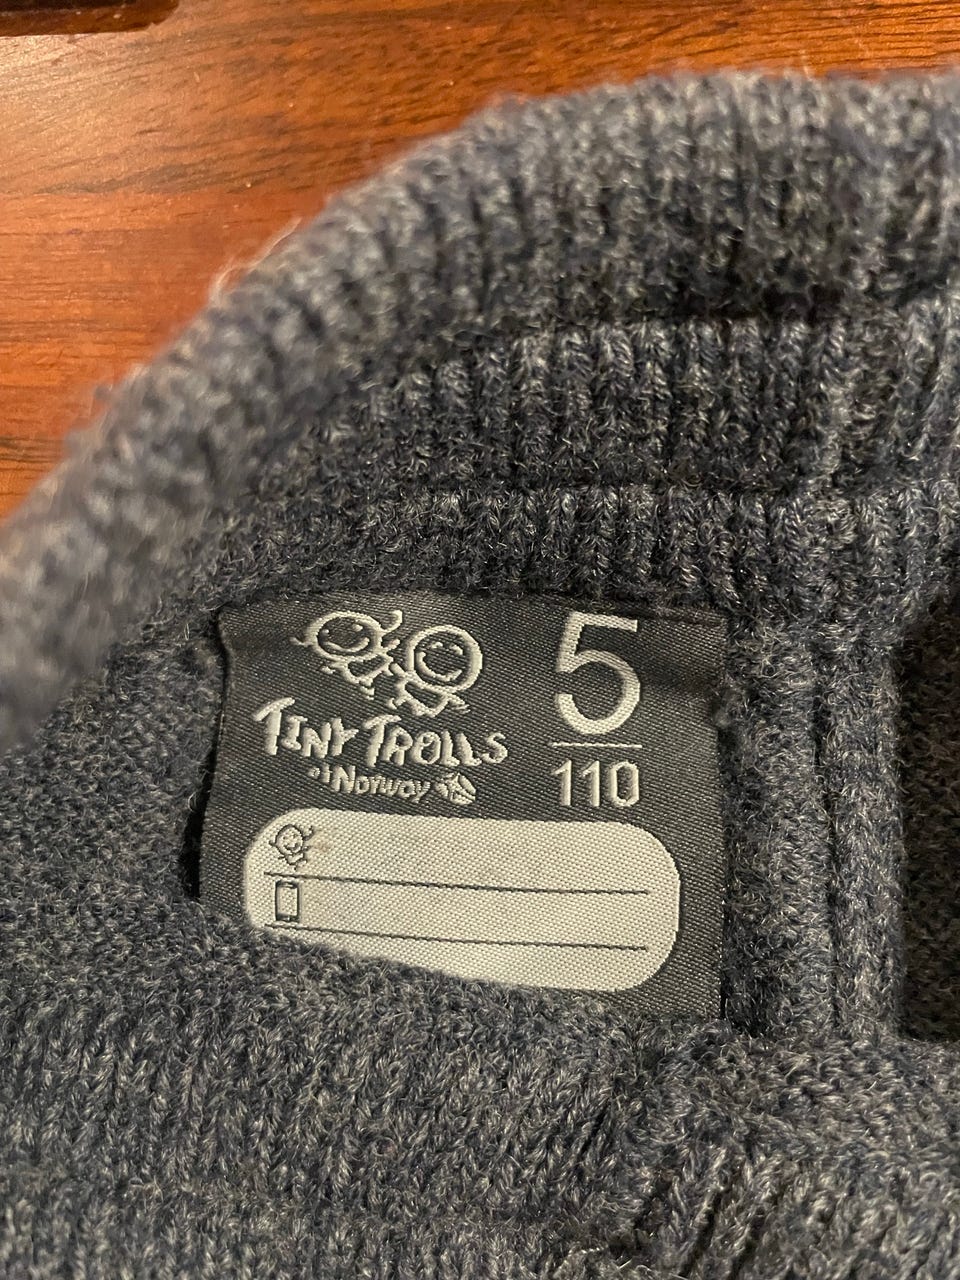 TINY TROLLS
of Norway
5
110